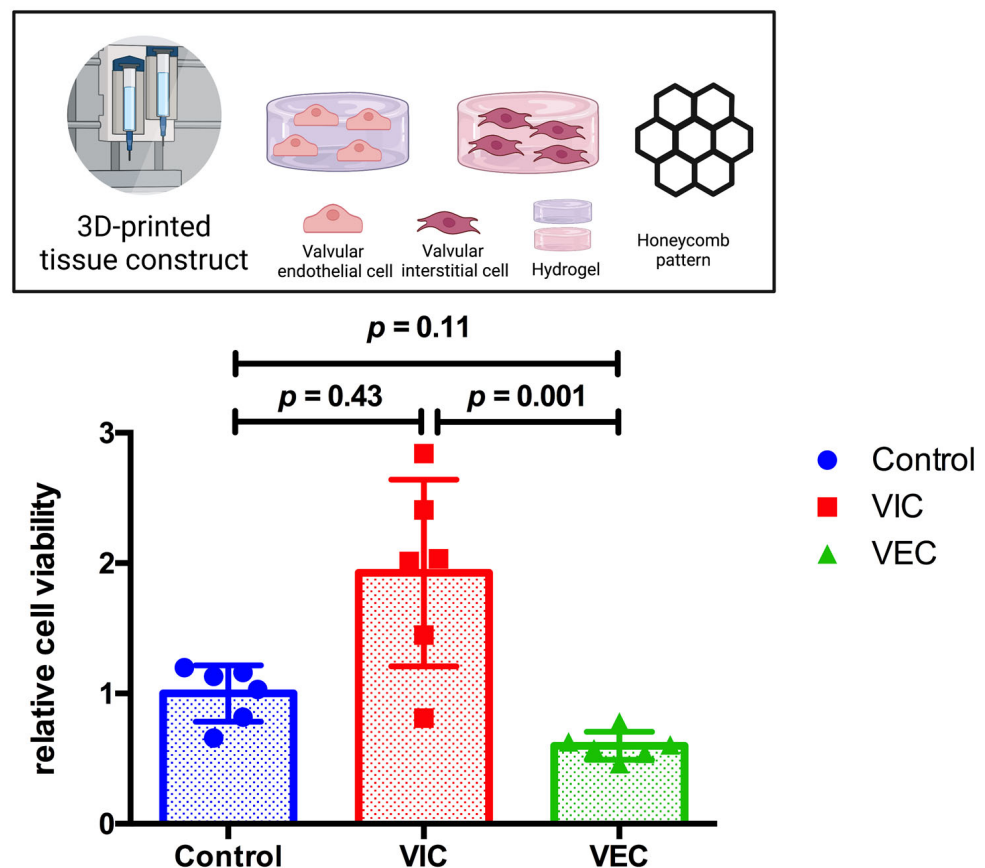 3D-printed
tissue construct
Valvular
endothelial cell
Valvular
interstitial cell
Hydrogel
Honeycomb
pattern
p = 0.11
p = 0.43
p = 0.001
3
2
1
0
relative cell viability
Control
VIC
VEC
Control
VIC
VEC